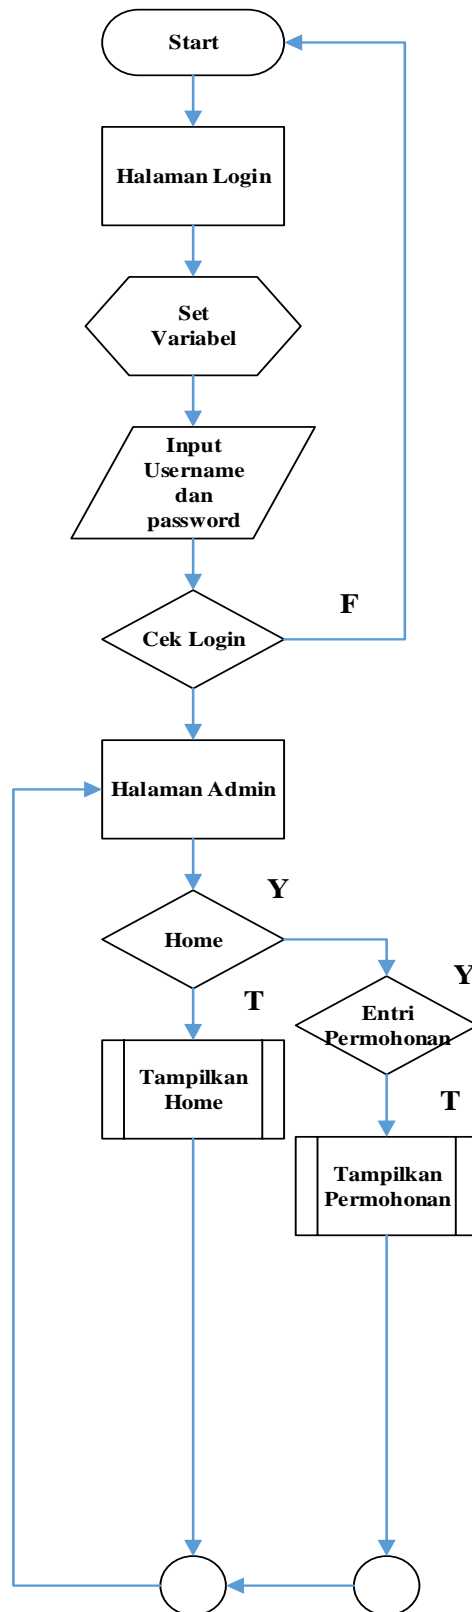 Start
Halaman Login
Set
Variabel
Input
Username
dan
password
F
Cek Login
Halaman Admin
Y
Home
T
Y
Entri
Permohonan
Tampilkan
Home
T
Tampilkan
Permohonan